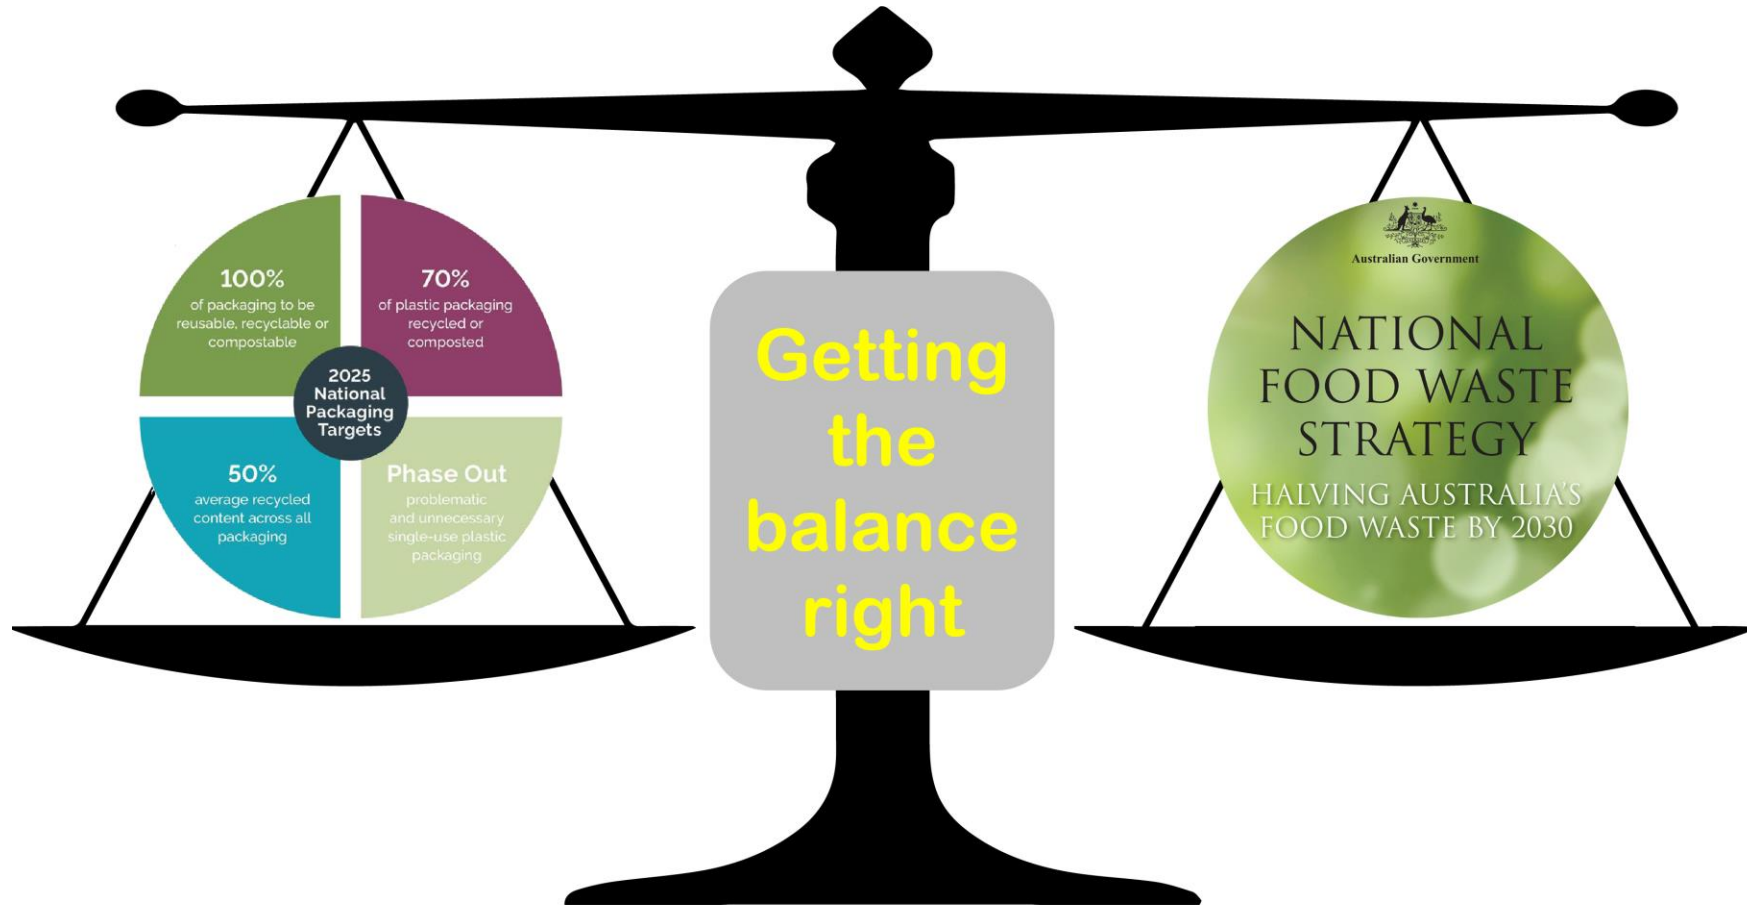 100%
of packaging to be
reusable, recyclable or
compostable
70%
of plastic packaging
recycled or
composted
2025
National
Packaging
Targets
50%
average recycled
content across all
packaging
Phase Out
problematic
and unnecessary
single-use plastic
packaging
Getting
the
balance
right
Australian Government
NATIONAL
FOOD WASTE
STRATEGY
HALVING AUSTRALIA'S
FOOD WASTE BY 2030